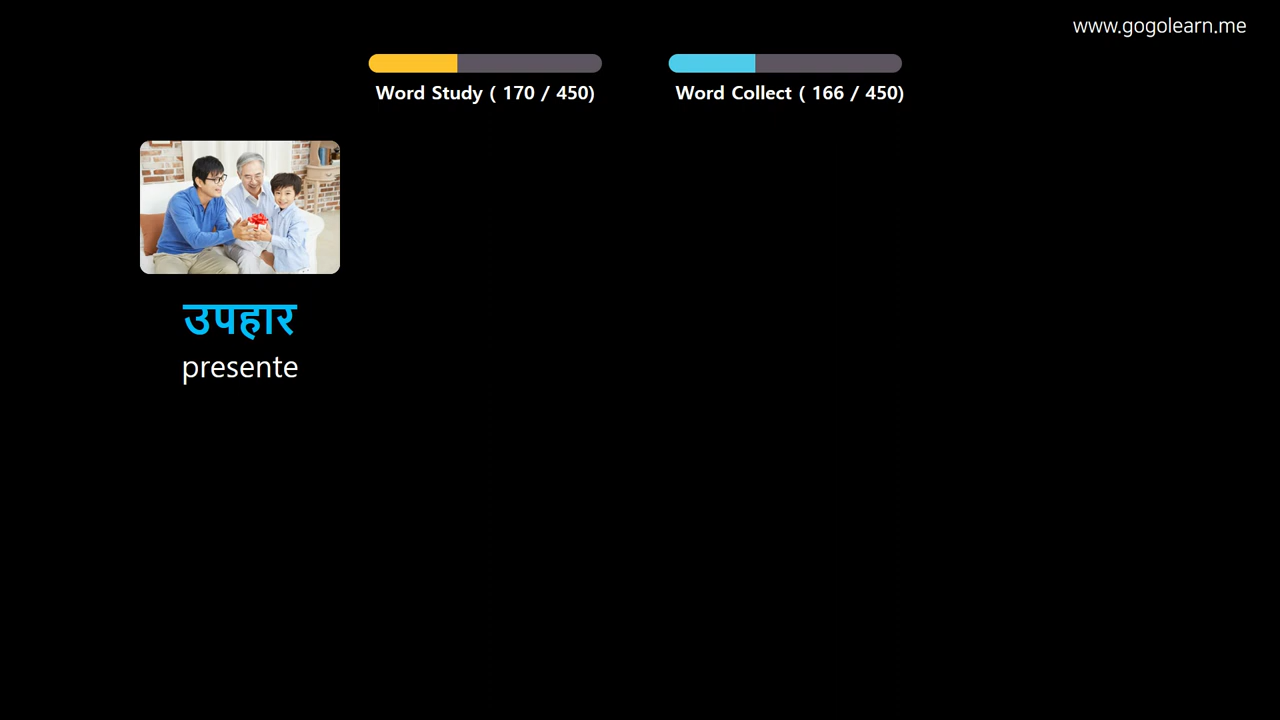 www.gogolearn.me
Word Study ( 170 / 450)
Word Collect ( 166 / 450)
उपहार
presente